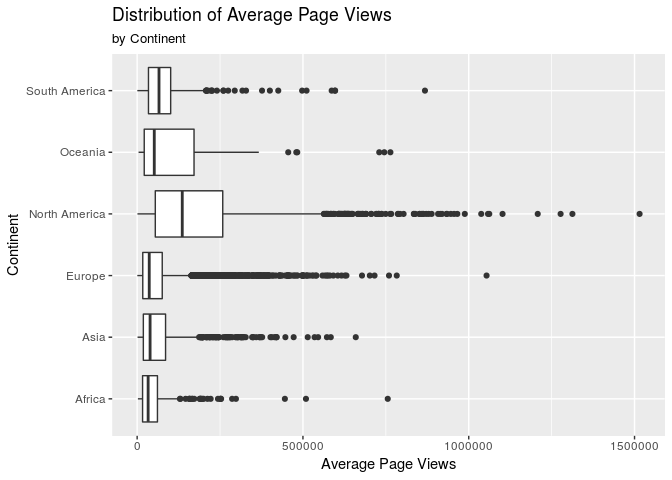 Distribution of Average Page Views
by Continent
Continent
South America
Oceania
North America
Europe
Asia
Africa
0
500000
1000000
1500000
Average Page Views